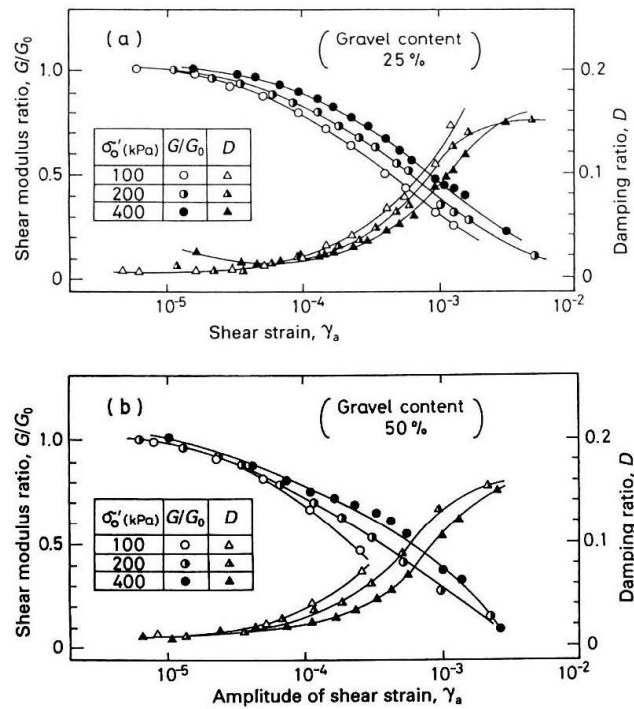 (a)
( Gravel content 25 % )
Shear modulus ratio, G/G₀
1.0
0.5
0
Damping ratio, D
0.2
0.1
0
σ₀′ (kPa) G/G₀ D
100
200
400
10⁻⁵ 10⁻⁴ 10⁻³ 10⁻²
Shear strain, γₐ
(b)
( Gravel content 50 % )
Shear modulus ratio, G/G₀
1.0
0.5
0
Damping ratio, D
0.2
0.1
0
σ₀′ (kPa) G/G₀ D
100
200
400
10⁻⁵ 10⁻⁴ 10⁻³ 10⁻²
Amplitude of shear strain, γₐ